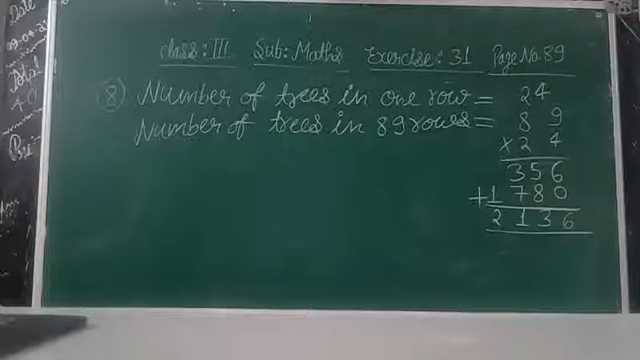 Class: III Sub: Maths Exercise: 31 Page No. 89
8 Number of trees in one row = 24
Number of trees in 89 rows = 8 9
× 2 4
3 5 6
+ 1 7 8 0
2 1 3 6
Date
Total